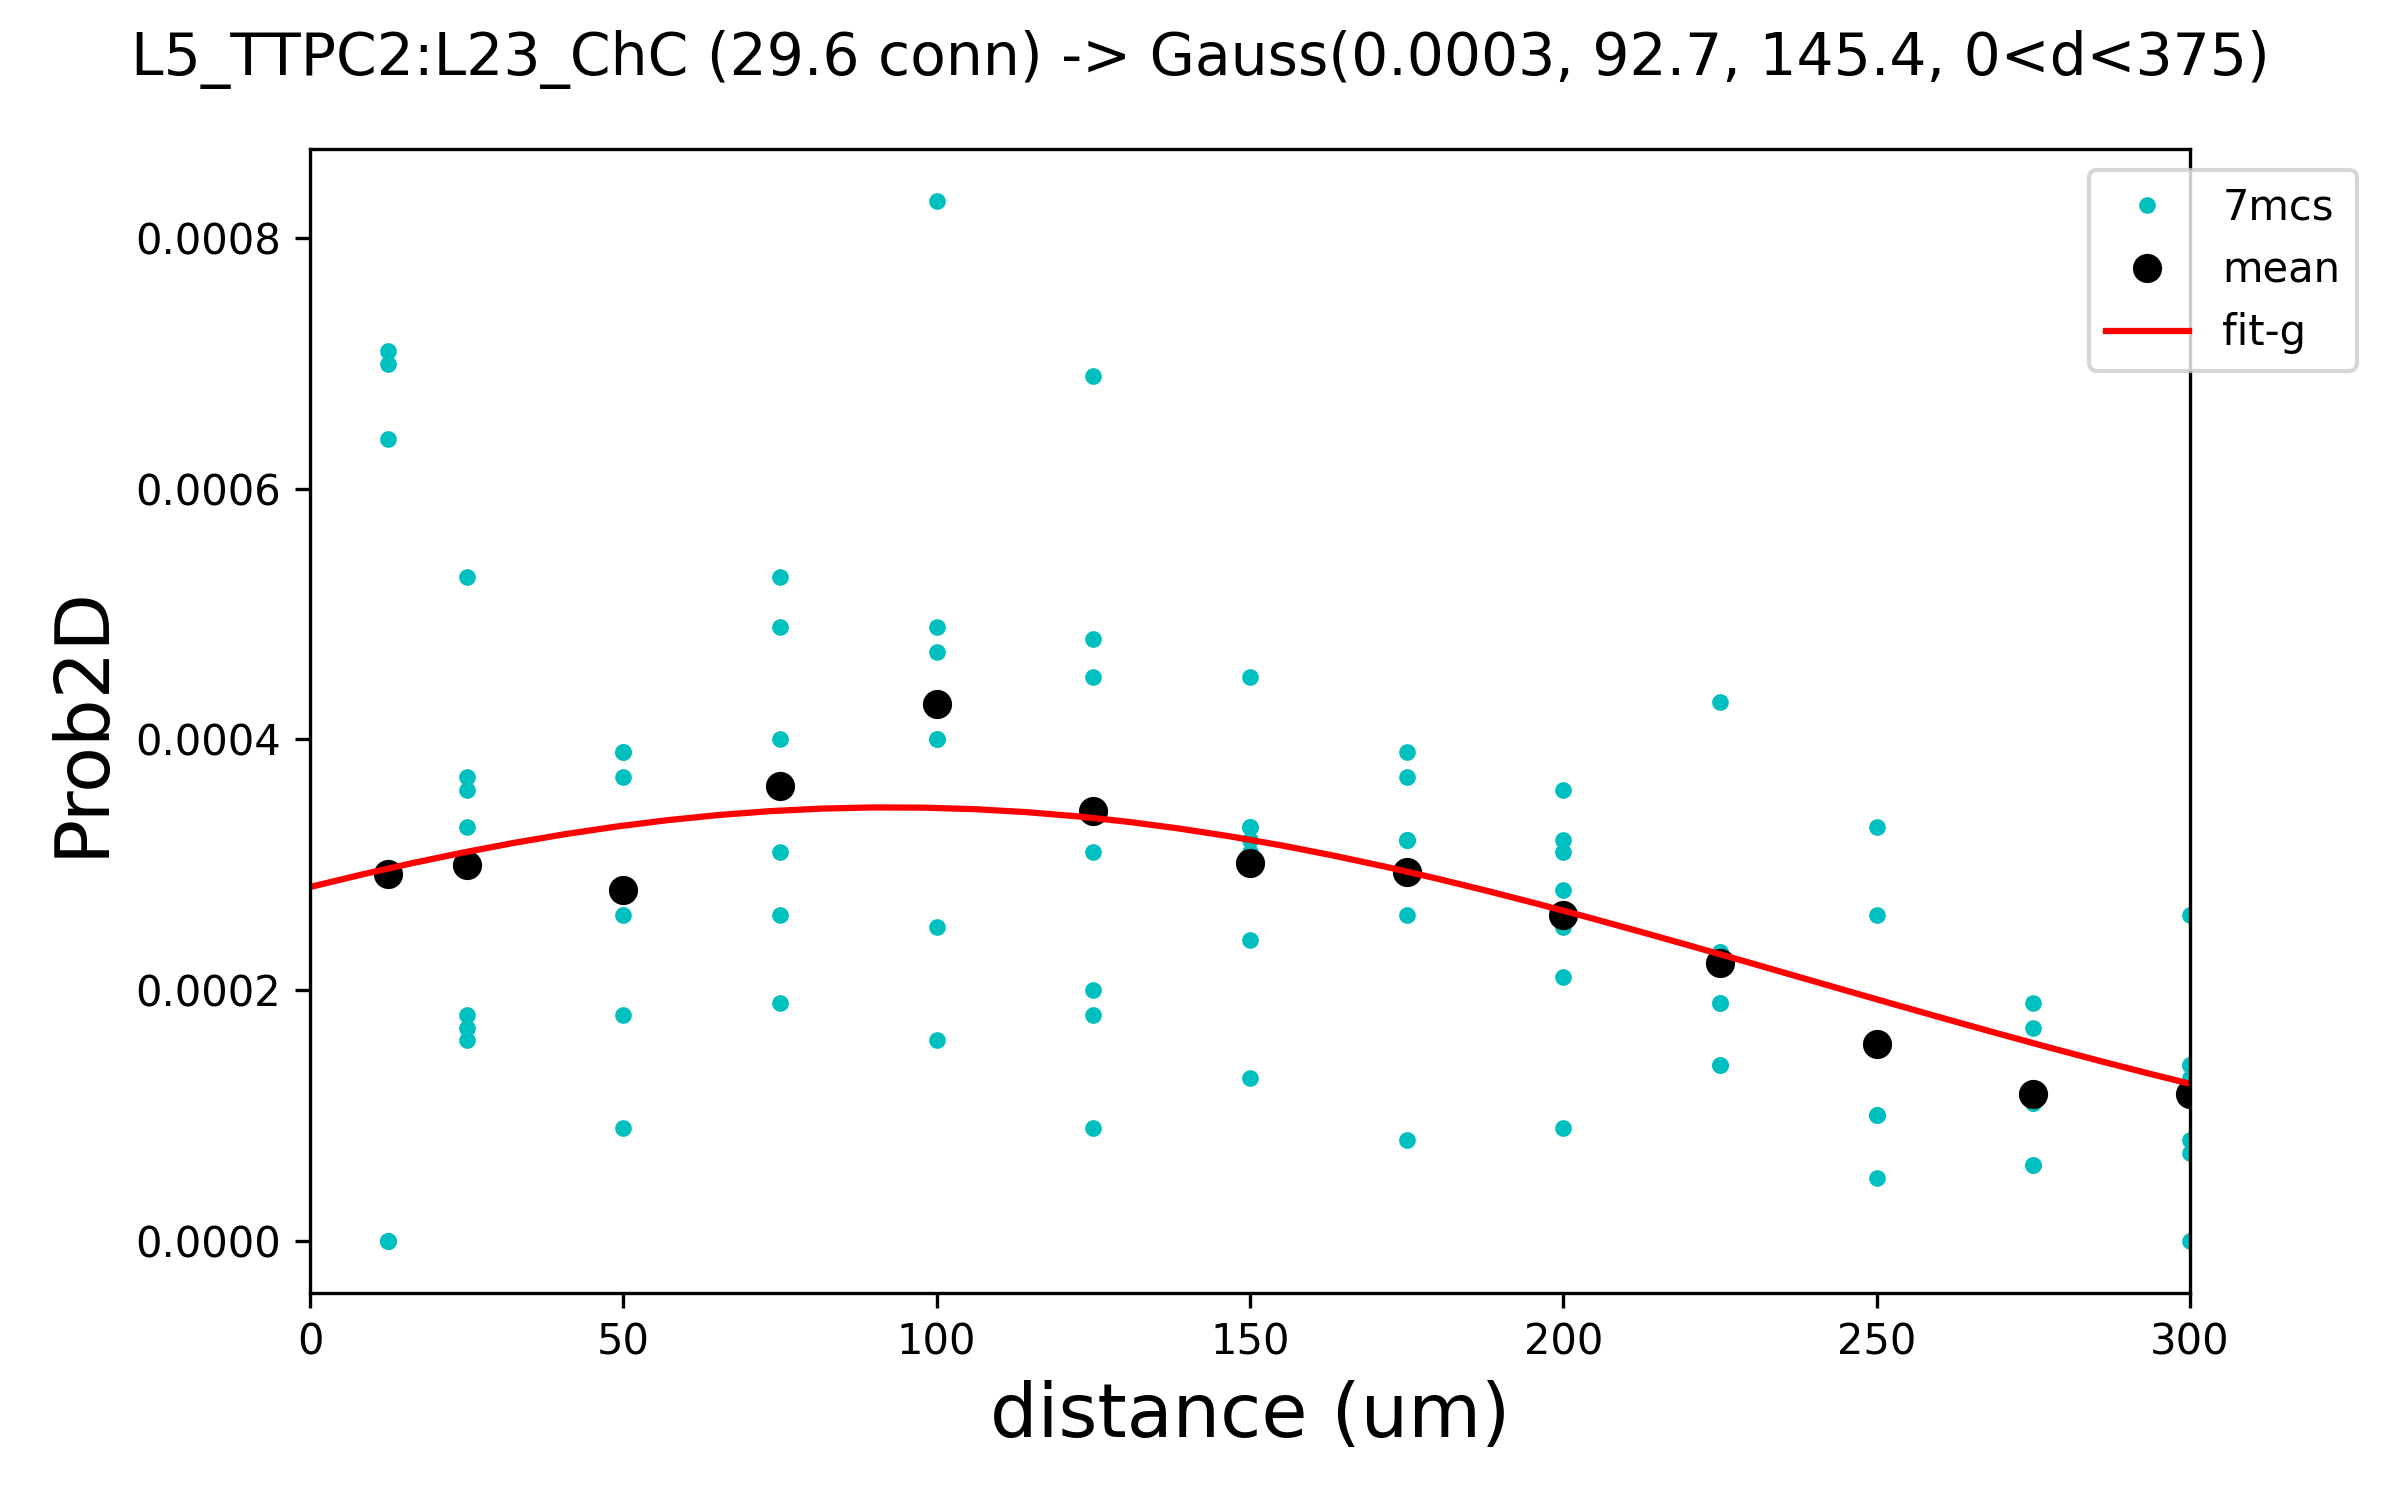 L5_TTPC2:L23_ChC (29.6 conn) -> Gauss(0.0003, 92.7, 145.4, 0<d<375)
7mcs
mean
fit-g
Prob2D
0.0008
0.0006
0.0004
0.0002
0.0000
0 50 100 150 200 250 300
distance (um)